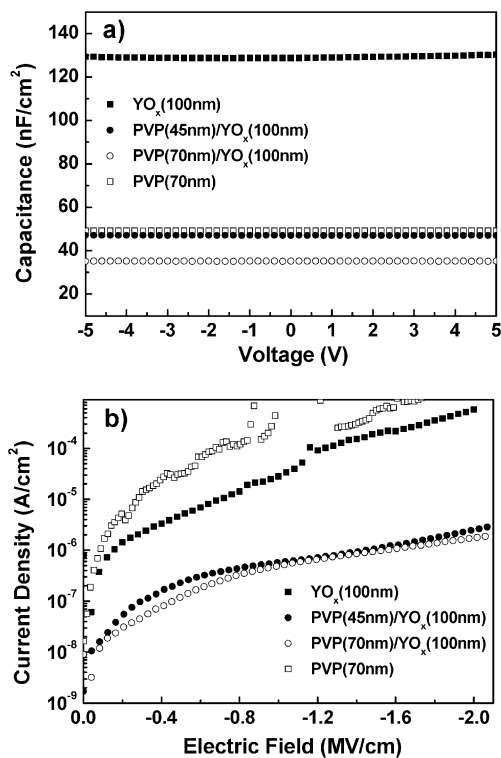 a)
Capacitance (nF/cm²)
140
120
100
80
60
40
20
YOₓ(100nm)
PVP(45nm)/YOₓ(100nm)
PVP(70nm)/YOₓ(100nm)
PVP(70nm)
-5 -4 -3 -2 -1 0 1 2 3 4 5
Voltage (V)
b)
Current Density (A/cm²)
10⁻⁴
10⁻⁵
10⁻⁶
10⁻⁷
10⁻⁸
10⁻⁹
YOₓ(100nm)
PVP(45nm)/YOₓ(100nm)
PVP(70nm)/YOₓ(100nm)
PVP(70nm)
0.0 -0.4 -0.8 -1.2 -1.6 -2.0
Electric Field (MV/cm)